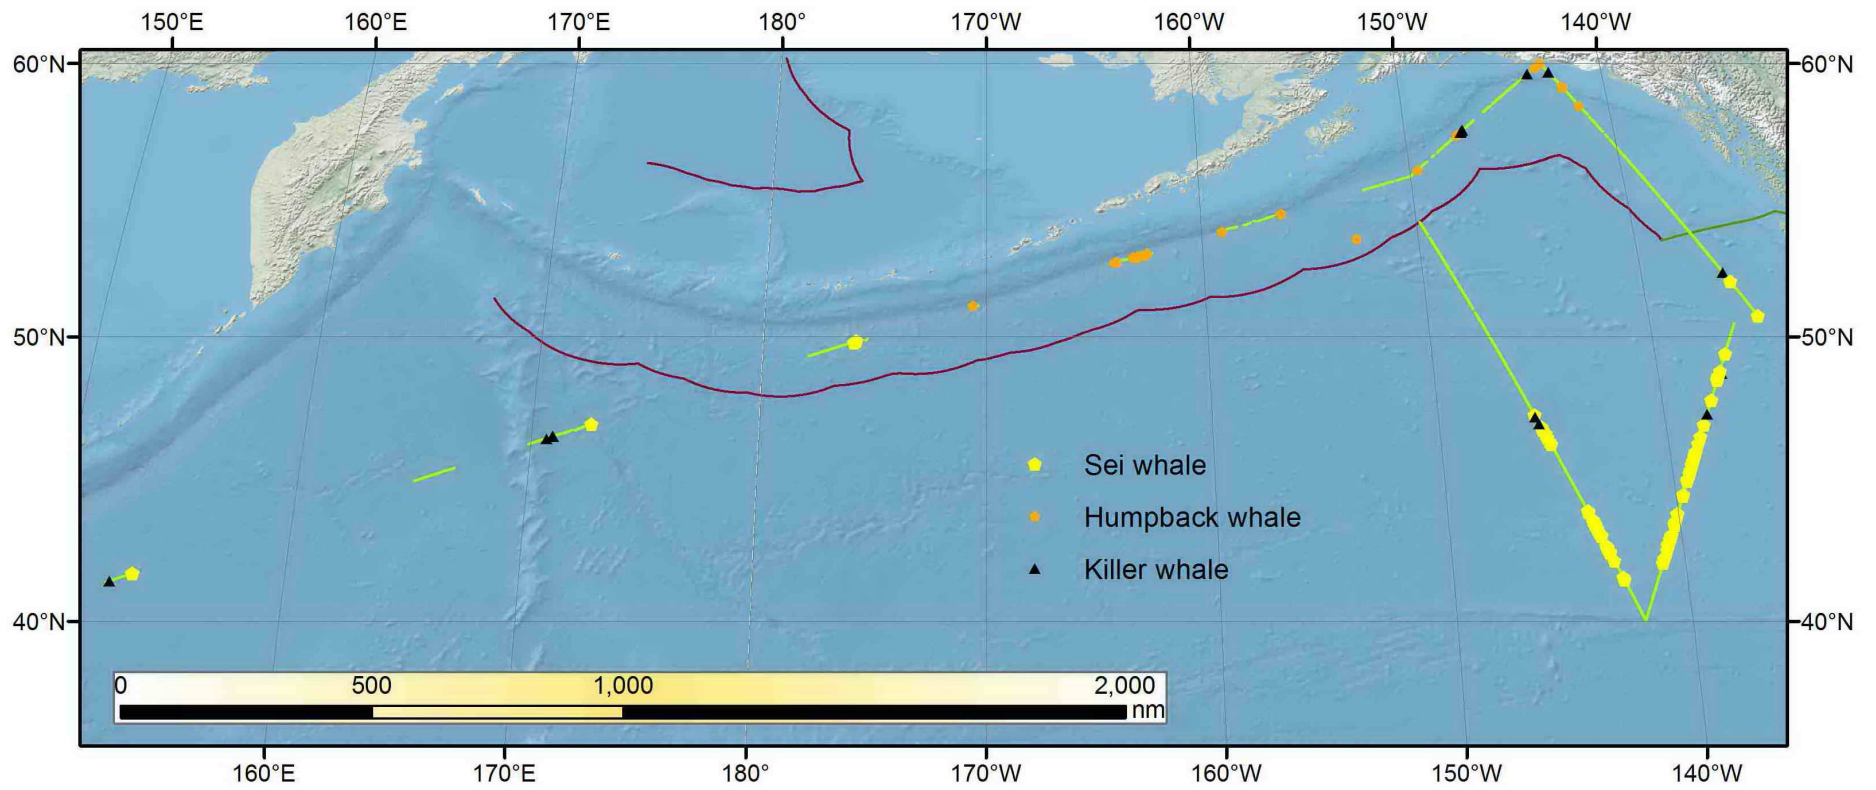 150°E 160°E 170°E 180° 170°W 160°W 150°W 140°W
60°N 60°N
50°N 50°N
Sei whale
Humpback whale
Killer whale
40°N 40°N
0 500 1,000 2,000
nm
160°E 170°E 180° 170°W 160°W 150°W 140°W